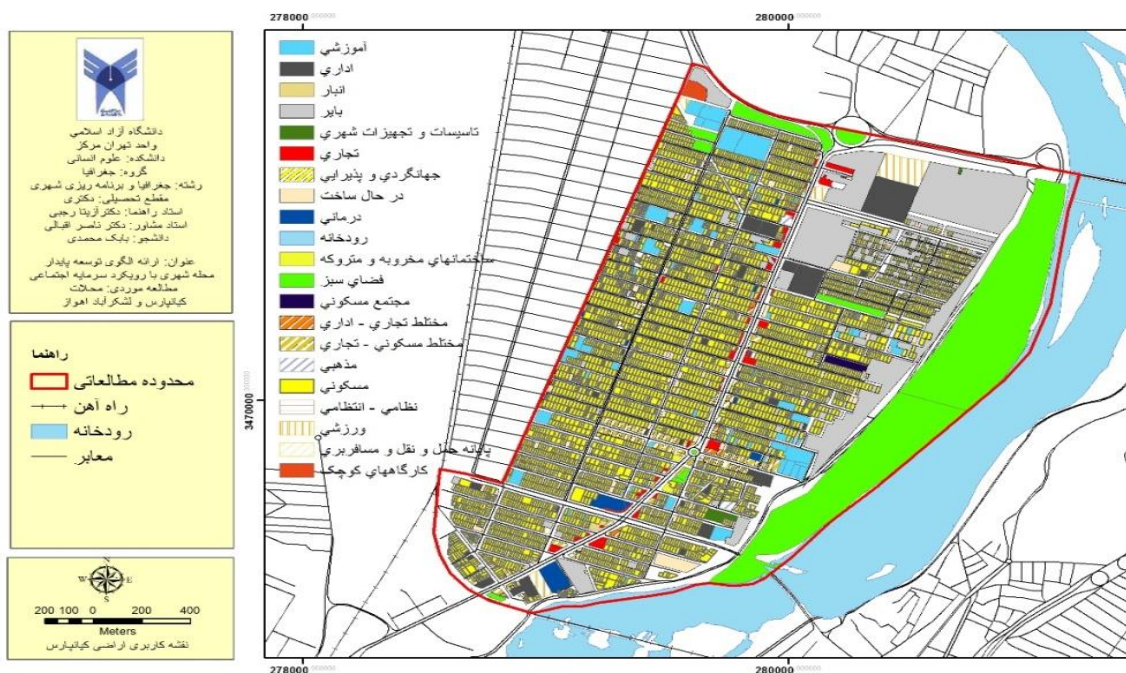 دانشگاه آزاد اسلامي
واحد تهران مرکز
دانشکده: علوم انسانی
گروه: جغرافیا
رشته: جغرافیا و برنامه ریزی شهری
مقطع تحصیلی: دکتری
استاد راهنما: دکترآزیتا رجبی
استاد مشاور: دکتر ناصر اقبالی
دانشجو: بابک محمدی
عنوان: ارائه الگوی توسعه پایدار
محله شهری با رویکرد سرمایه اجتماعی
مطالعه موردی: محلات
کیانپارس و لشکرآباد اهواز
راهنما
محدوده مطالعاتی
راه آهن
رودخانه
معابر
N
W E
S
200 100 0 200 400
Meters
نقشه کاربری اراضی کیانپارس
278000 280000
3470000
آموزشي
اداري
انبار
باير
تاسيسات و تجهيزات شهري
تجاري
جهانگردي و پذيرايي
در حال ساخت
درماني
رودخانه
ساختمانهاي مخروبه و متروكه
فضاي سبز
مجتمع مسكوني
مختلط تجاري - اداري
مختلط مسكوني - تجاري
مذهبي
مسكوني
نظامي - انتظامي
ورزشي
پايانه حمل و نقل و مسافربري
كارگاههاي كوچک
278000 280000